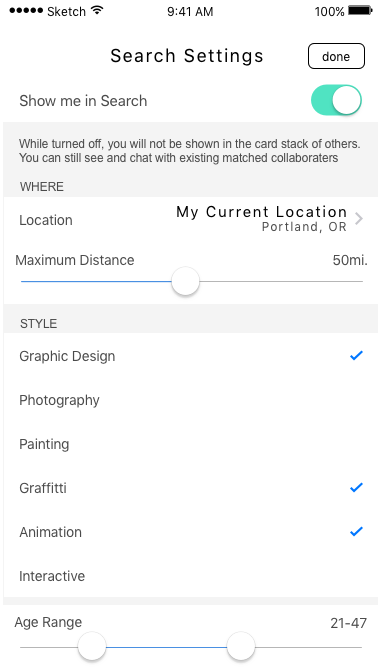 Sketch 9:41 AM 100%
Search Settings done
Show me in Search
While turned off, you will not be shown in the card stack of others.
You can still see and chat with existing matched collaboraters
WHERE
Location My Current Location
Portland, OR
Maximum Distance 50mi.
STYLE
Graphic Design
Photography
Painting
Graffitti
Animation
Interactive
Age Range 21-47